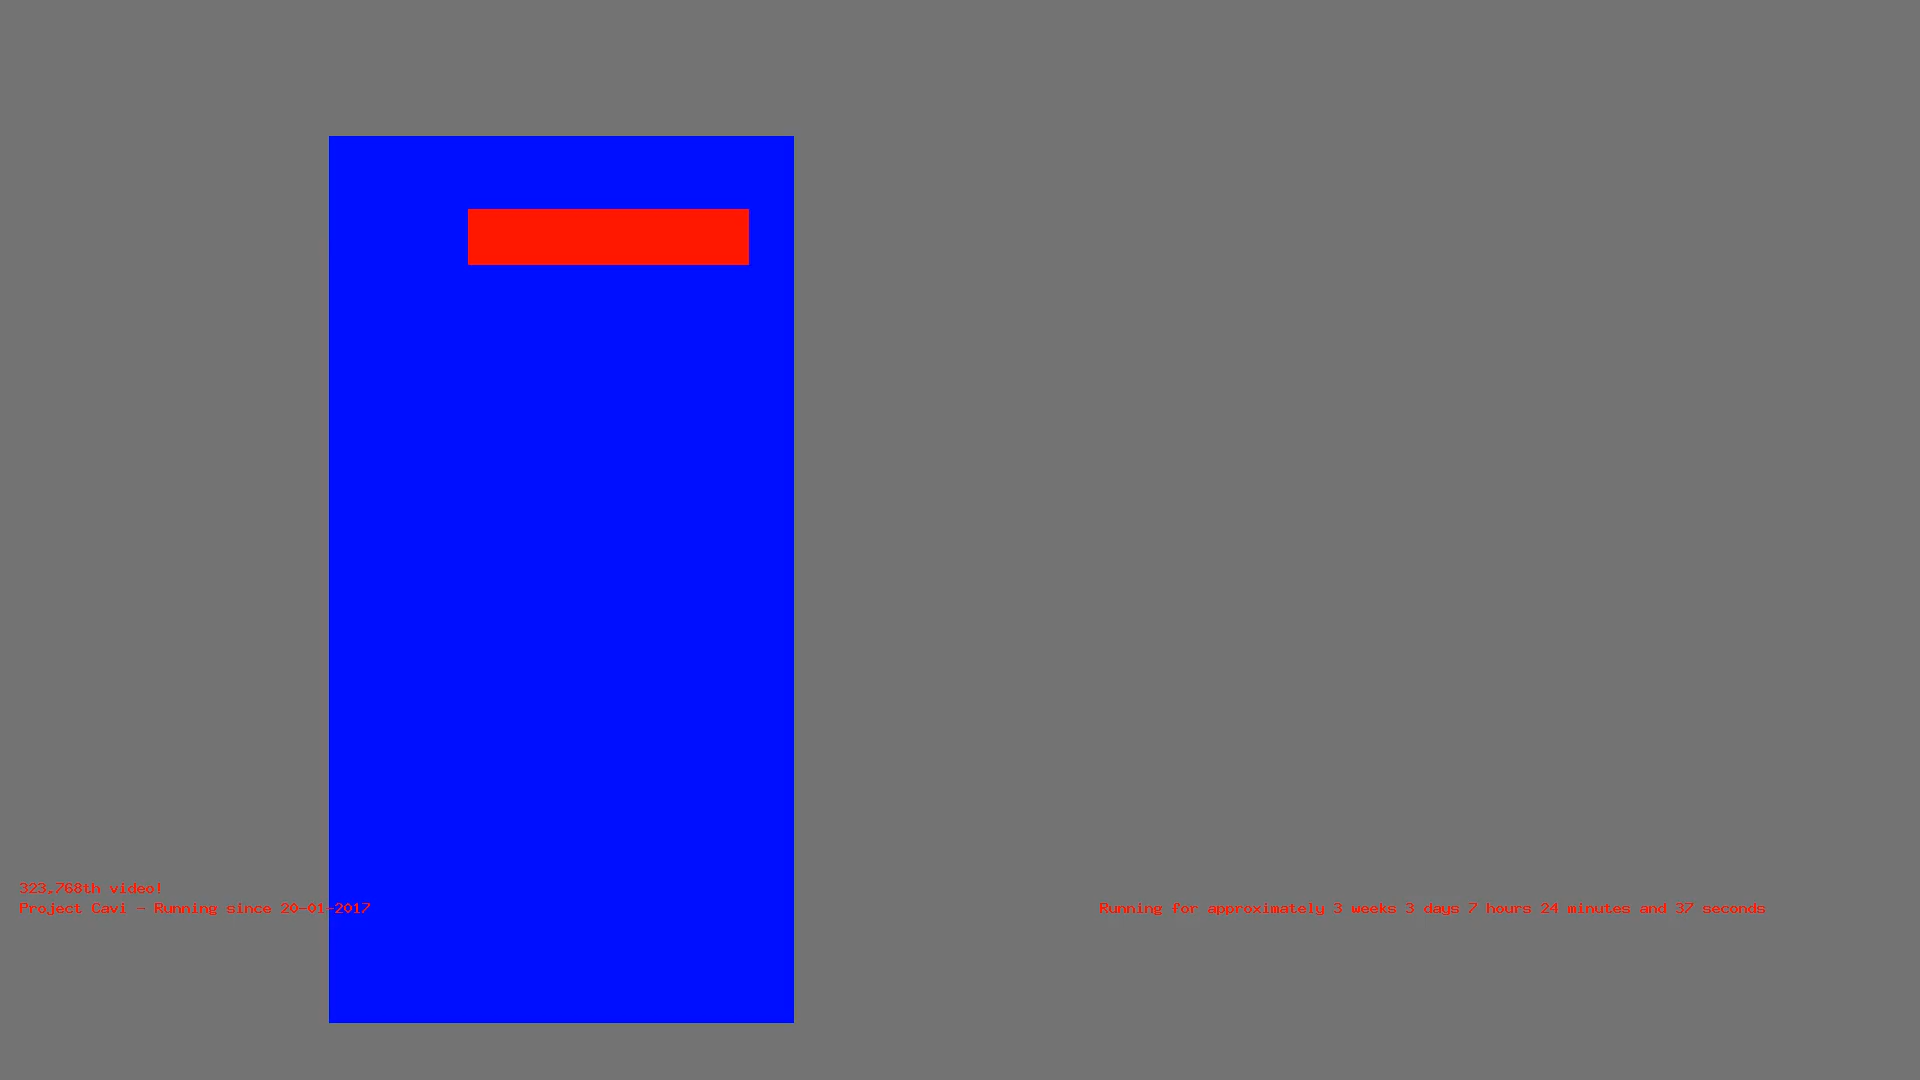 323.768th video!
Project Cavi - Running since 20-01-2017
Running for approximately 3 weeks 3 days 7 hours 24 minutes and 37 seconds